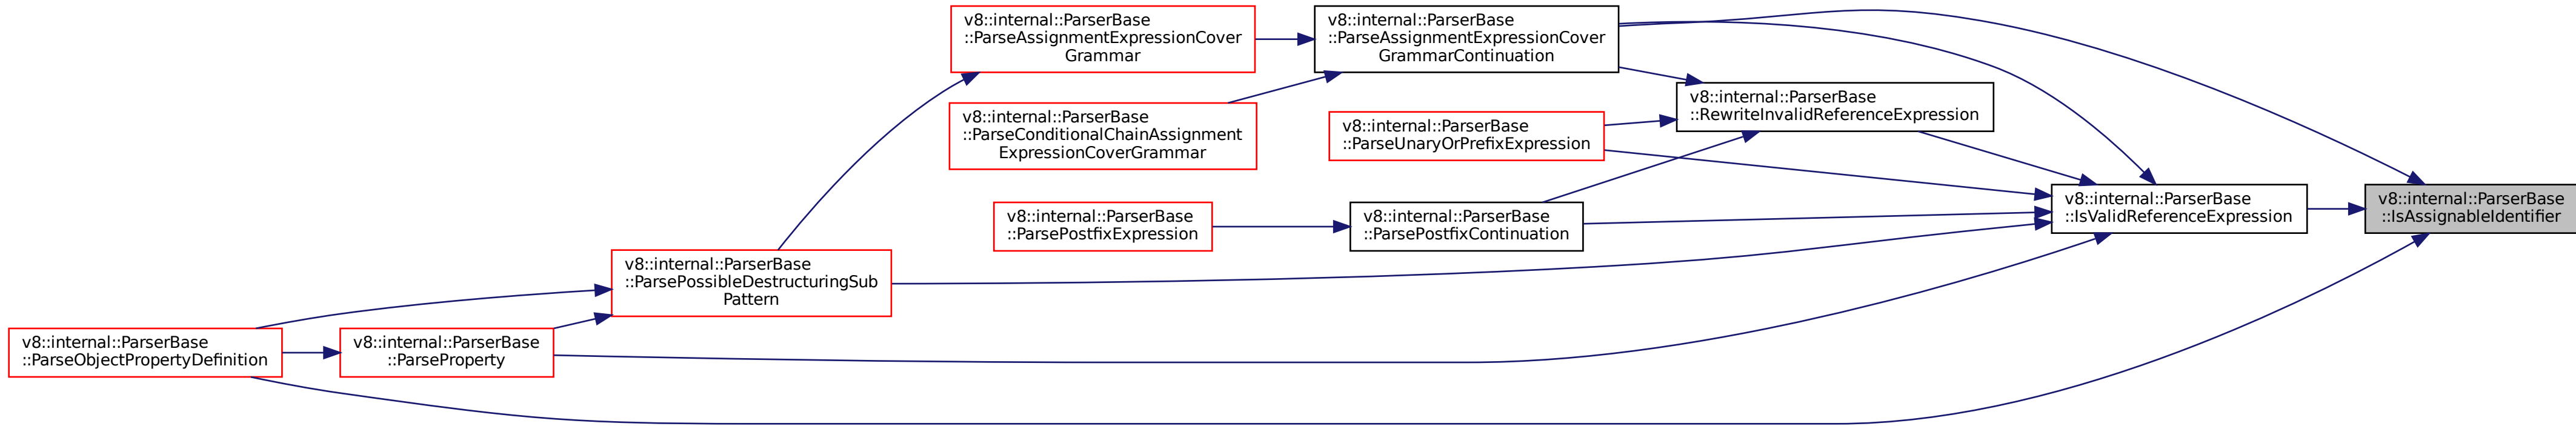 v8::internal::ParserBase
::ParseAssignmentExpressionCover
Grammar
v8::internal::ParserBase
::ParseAssignmentExpressionCover
GrammarContinuation
v8::internal::ParserBase
::RewriteInvalidReferenceExpression
v8::internal::ParserBase
::ParseConditionalChainAssignment
ExpressionCoverGrammar
v8::internal::ParserBase
::ParseUnaryOrPrefixExpression
v8::internal::ParserBase
::IsValidReferenceExpression
v8::internal::ParserBase
::IsAssignableIdentifier
v8::internal::ParserBase
::ParsePostfixExpression
v8::internal::ParserBase
::ParsePostfixContinuation
v8::internal::ParserBase
::ParsePossibleDestructuringSub
Pattern
v8::internal::ParserBase
::ParseObjectPropertyDefinition
v8::internal::ParserBase
::ParseProperty